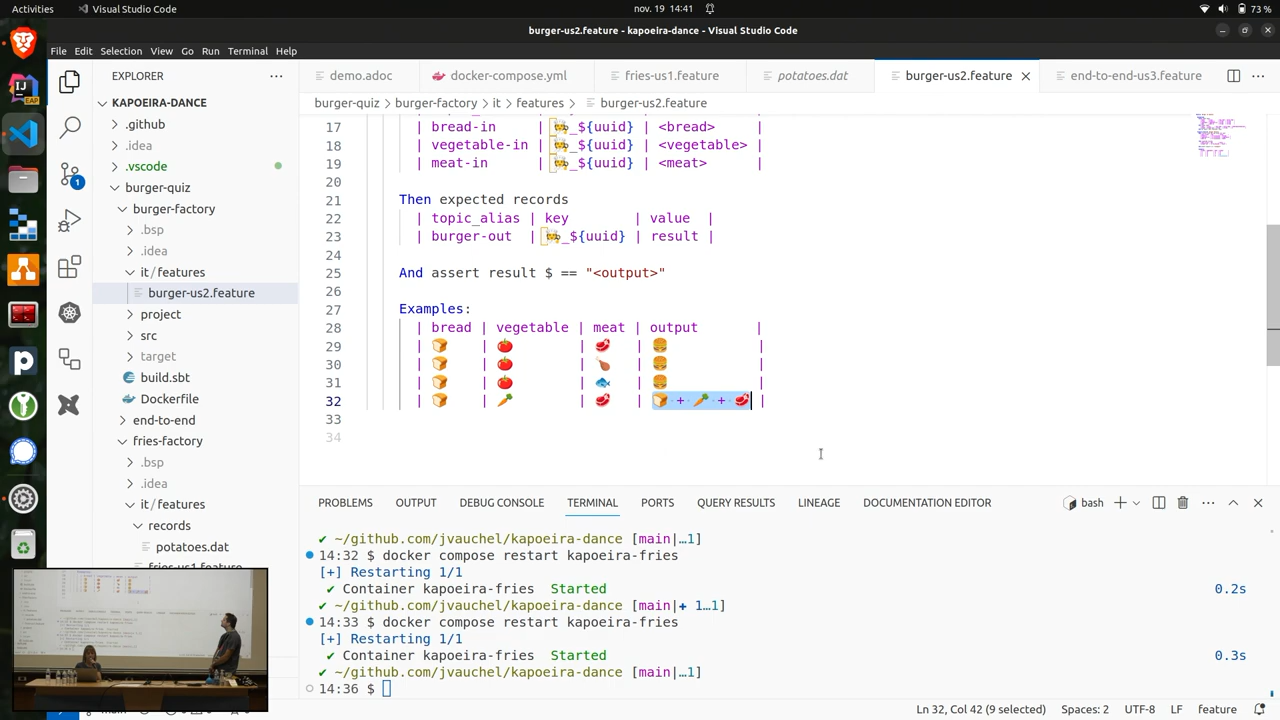 Activities
Visual Studio Code
nov. 19 14:41
73 %
burger-us2.feature - kapoeira-dance - Visual Studio Code
File Edit Selection View Go Run Terminal Help
EXPLORER
demo.adoc
docker-compose.yml
fries-us1.feature
potatoes.dat
burger-us2.feature
end-to-end-us3.feature
KAPOEIRA-DANCE
.github
.idea
.vscode
burger-quiz
burger-factory
.bsp
.idea
it / features
burger-us2.feature
project
src
target
build.sbt
Dockerfile
end-to-end
fries-factory
.bsp
.idea
it / features
records
potatoes.dat
fries-us1.feature
burger-quiz > burger-factory > it > features > burger-us2.feature
17 | bread-in | 🧑‍🍳_${uuid} | <bread> |
18 | vegetable-in | 🧑‍🍳_${uuid} | <vegetable> |
19 | meat-in | 🧑‍🍳_${uuid} | <meat> |
20
21 Then expected records
22 | topic_alias | key | value |
23 | burger-out | 🧑‍🍳_${uuid} | result |
24
25 And assert result $ == "<output>"
26
27 Examples:
28 | bread | vegetable | meat | output |
29 | 🍞 | 🍅 | 🥩 | 🍔 |
30 | 🍞 | 🍅 | 🍗 | 🍔 |
31 | 🍞 | 🍅 | 🐟 | 🍔 |
32 | 🍞 | 🥕 | 🥩 | 🍞 + 🥕 + 🥩 |
33
34
PROBLEMS OUTPUT DEBUG CONSOLE TERMINAL PORTS QUERY RESULTS LINEAGE DOCUMENTATION EDITOR
bash
✔ ~/github.com/jvauchel/kapoeira-dance [main|…1]
14:32 $ docker compose restart kapoeira-fries
[+] Restarting 1/1
✔ Container kapoeira-fries Started 0.2s
✔ ~/github.com/jvauchel/kapoeira-dance [main|✚ 1…1]
14:33 $ docker compose restart kapoeira-fries
[+] Restarting 1/1
✔ Container kapoeira-fries Started 0.3s
✔ ~/github.com/jvauchel/kapoeira-dance [main|…1]
14:36 $
Ln 32, Col 42 (9 selected) Spaces: 2 UTF-8 LF feature